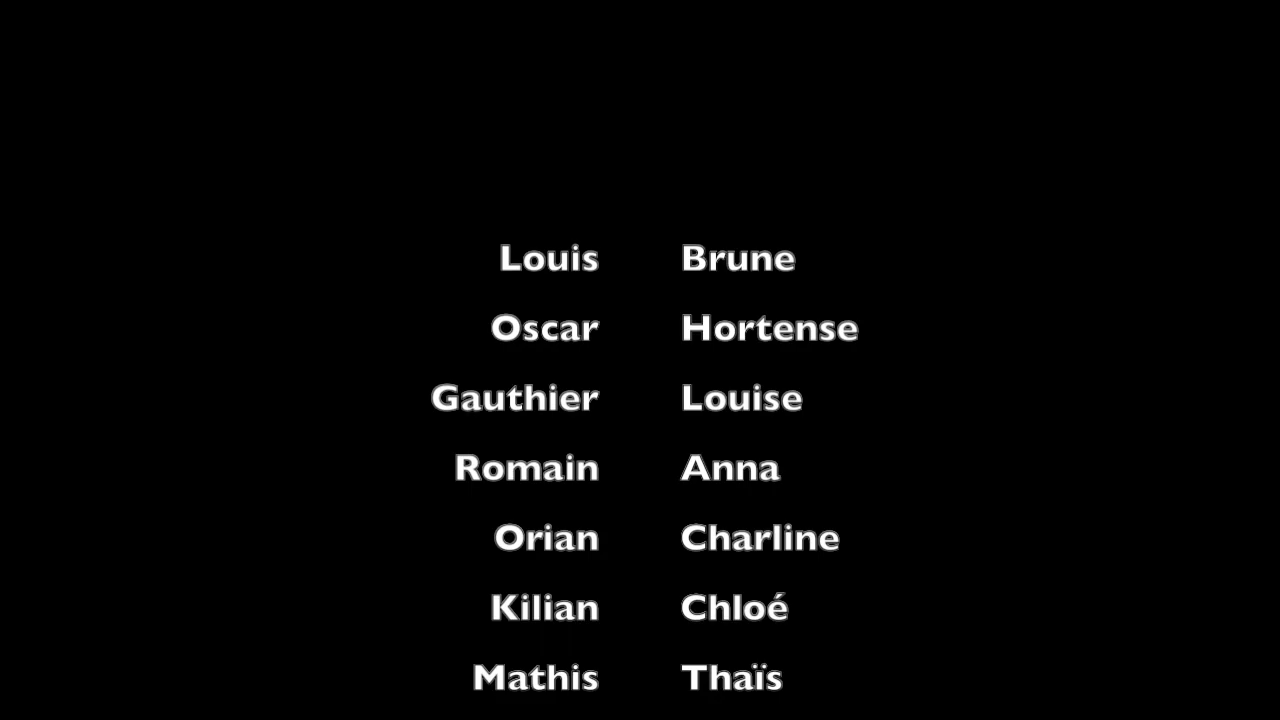 Louis Brune
Oscar Hortense
Gauthier Louise
Romain Anna
Orian Charline
Kilian Chloé
Mathis Thaïs